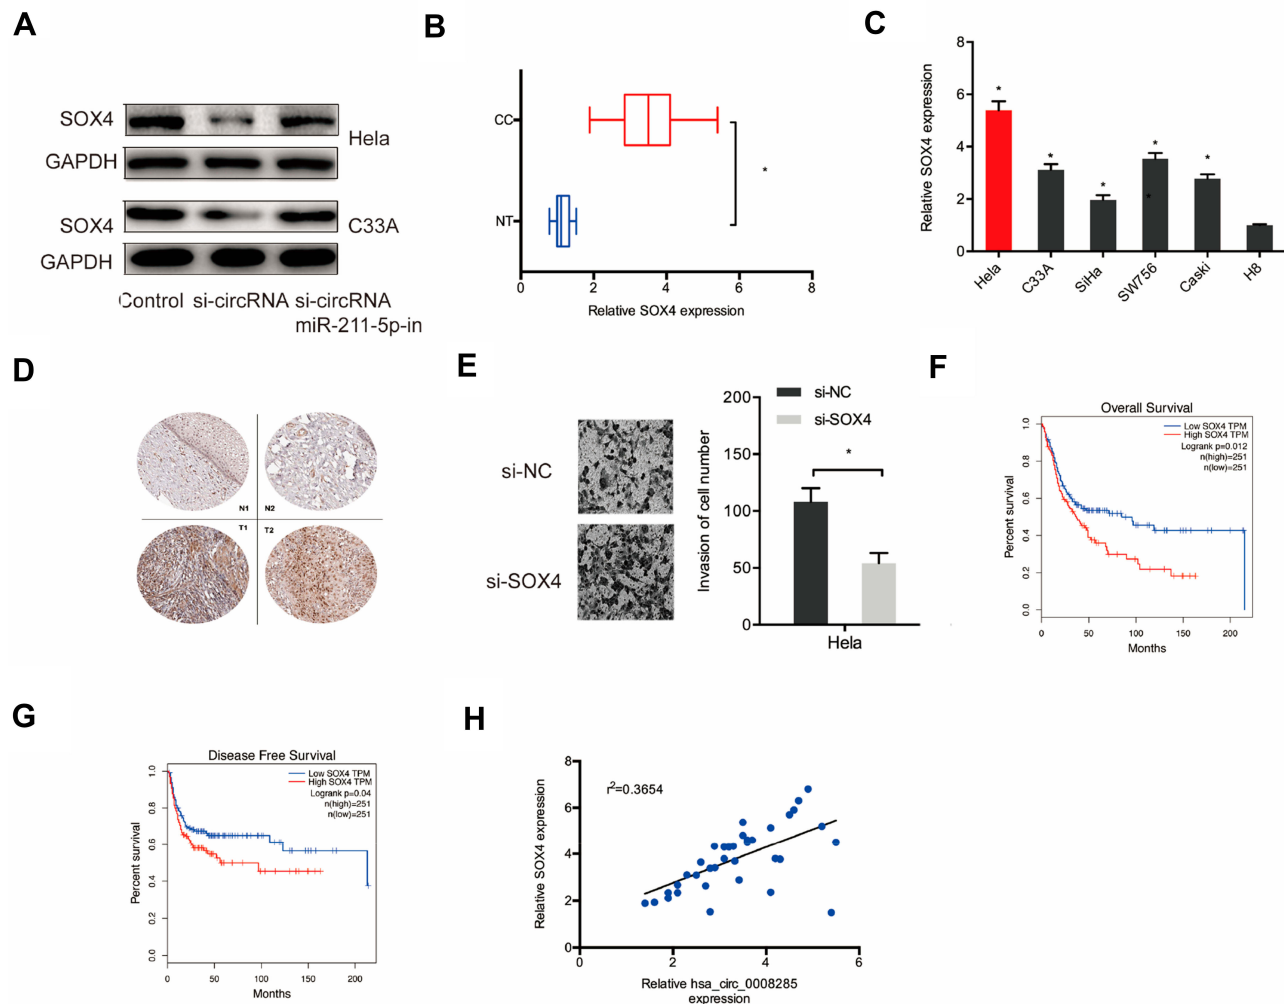 A
SOX4
GAPDH
Hela
SOX4
GAPDH
C33A
Control si-circRNA si-circRNA
miR-211-5p-in
B
CC
NT
*
0 2 4 6 8
Relative SOX4 expression
C
Relative SOX4 expression
8
6
4
2
0
* * * * * *
Hela C33A SiHa SW756 Caski H8
D
N1 N2
T1 T2
E
si-NC
si-SOX4
Invasion of cell number
200
150
100
50
0
si-NC
si-SOX4
*
Hela
F
Overall Survival
Low SOX4 TPM
High SOX4 TPM
Logrank p=0.012
n(high)=251
n(low)=251
Percent survival
1.0
0.8
0.6
0.4
0.2
0.0
0 50 100 150 200
Months
G
Disease Free Survival
Low SOX4 TPM
High SOX4 TPM
Logrank p=0.04
n(high)=251
n(low)=251
Percent survival
1.0
0.8
0.6
0.4
0.2
0.0
0 50 100 150 200
Months
H
r²=0.3654
Relative SOX4 expression
8
6
4
2
0
0 2 4 6
Relative hsa_circ_0008285
expression